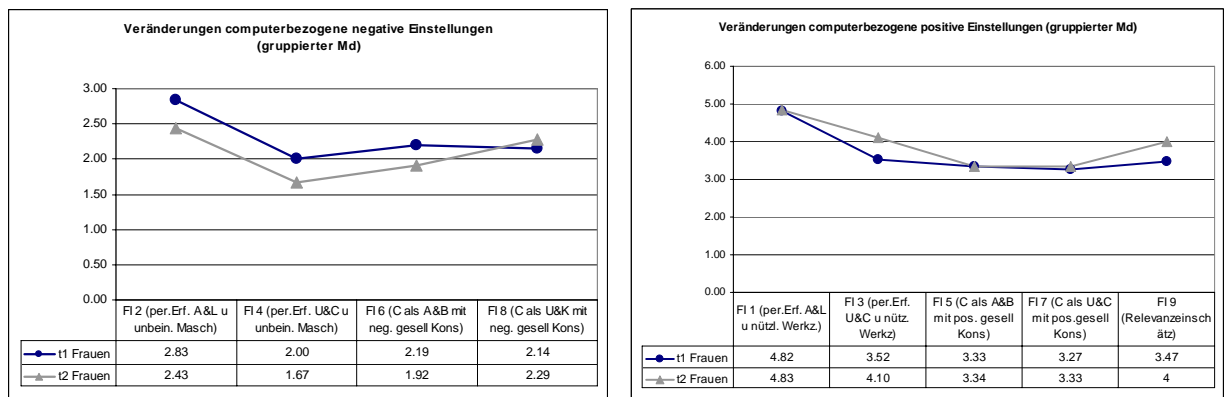 Veränderungen computerbezogene negative Einstellungen
(gruppierter Md)
3.00
2.50
2.00
1.50
1.00
0.50
0.00
FI 2 (per.Erf. A&L u unbein. Masch) FI 4 (per.Erf. U&C u unbein. Masch) FI 6 (C als A&B mit neg. gesell Kons) FI 8 (C als U&K mit neg. gesell Kons)
t1 Frauen 2.83 2.00 2.19 2.14
t2 Frauen 2.43 1.67 1.92 2.29
Veränderungen computerbezogene positive Einstellungen (gruppierter Md)
6.00
5.00
4.00
3.00
2.00
1.00
0.00
FI 1 (per.Erf. A&L u nützl. Werkz.) FI 3 (per.Erf. U&C u nütz. Werkz) FI 5 (C als A&B mit pos. gesell Kons) FI 7 (C als U&C mit pos.gesell Kons) FI 9 (Relevanzeinschätz)
t1 Frauen 4.82 3.52 3.33 3.27 3.47
t2 Frauen 4.83 4.10 3.34 3.33 4